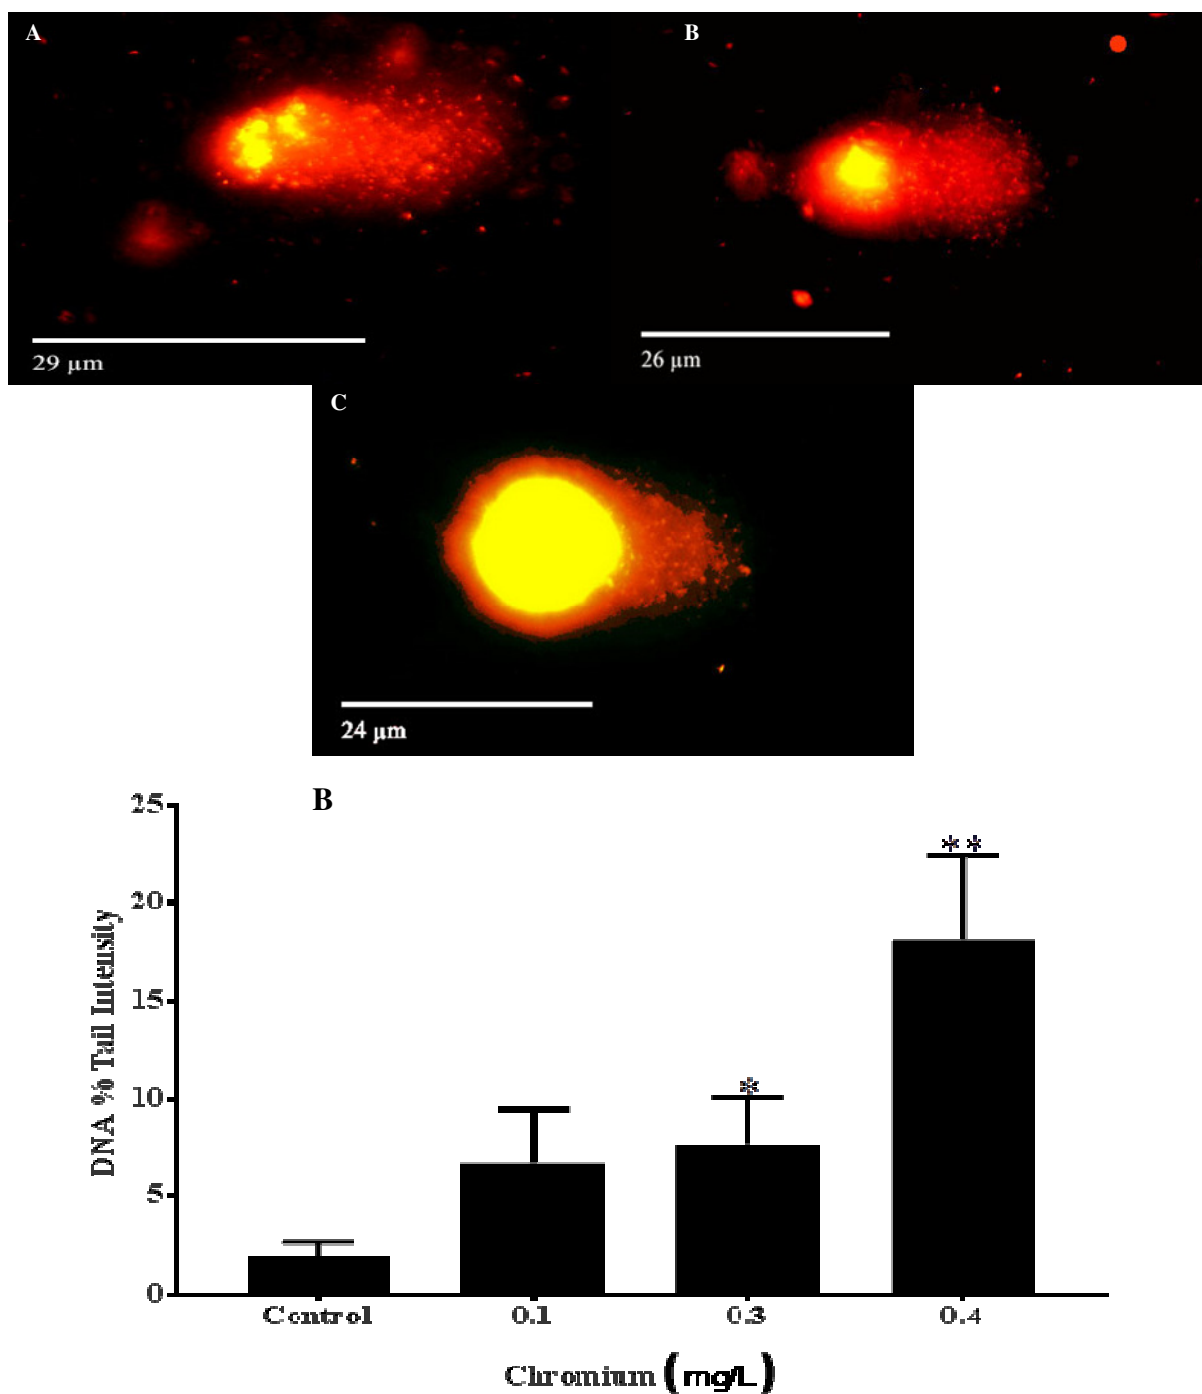 A
B
29 µm
26 µm
C
24 µm
B
25
20
15
10
5
0
DNA % Tail Intensity
*
**
Control
0.1
0.3
0.4
Chromium (mg/L)